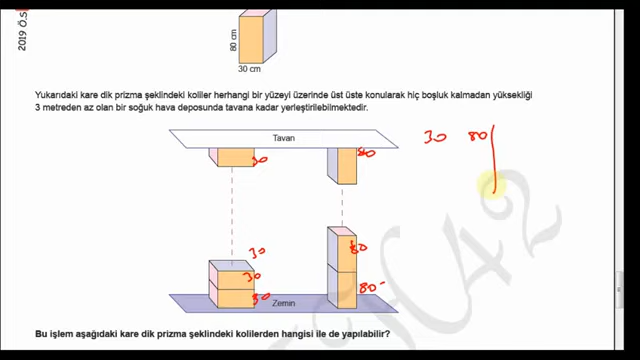 2019 Ö.S
80 cm
30 cm
Yukarıdaki kare dik prizma şeklindeki koliler herhangi bir yüzeyi üzerinde üst üste konularak hiç boşluk kalmadan yüksekliği
3 metreden az olan bir soğuk hava deposunda tavana kadar yerleştirilebilmektedir.
Tavan
30 80
30
80
30
80
30
30
80
Zemin
Bu işlem aşağıdaki kare dik prizma şeklindeki kolilerden hangisi ile de yapılabilir?